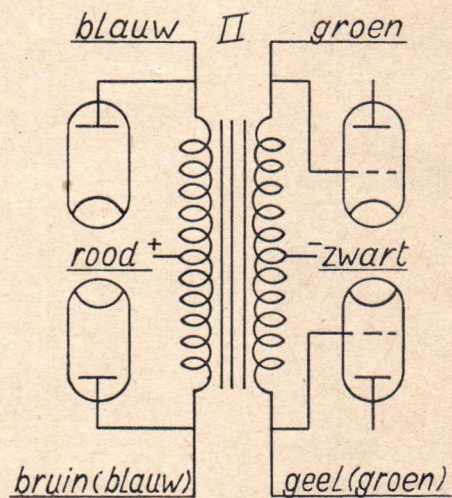 blauw II groen
rood + - zwart
bruin (blauw) geel (groen)